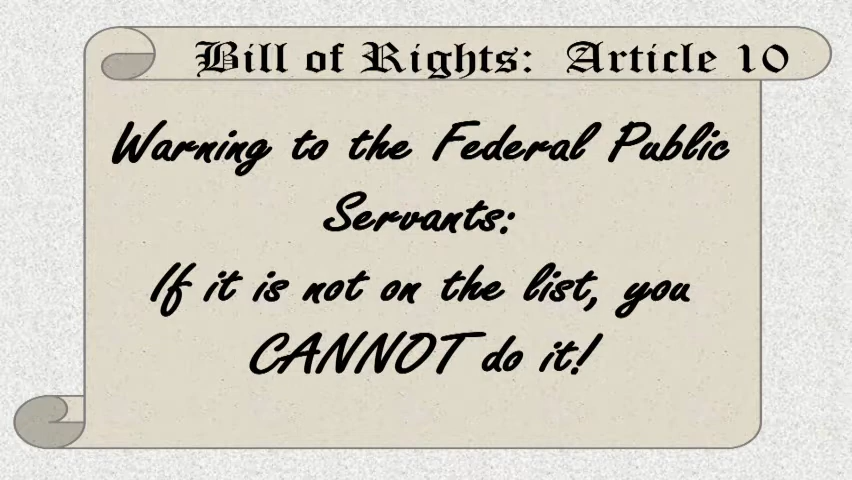 Bill of Rights:  Article 10
Warning to the Federal Public
Servants:
If it is not on the list, you
CANNOT do it!